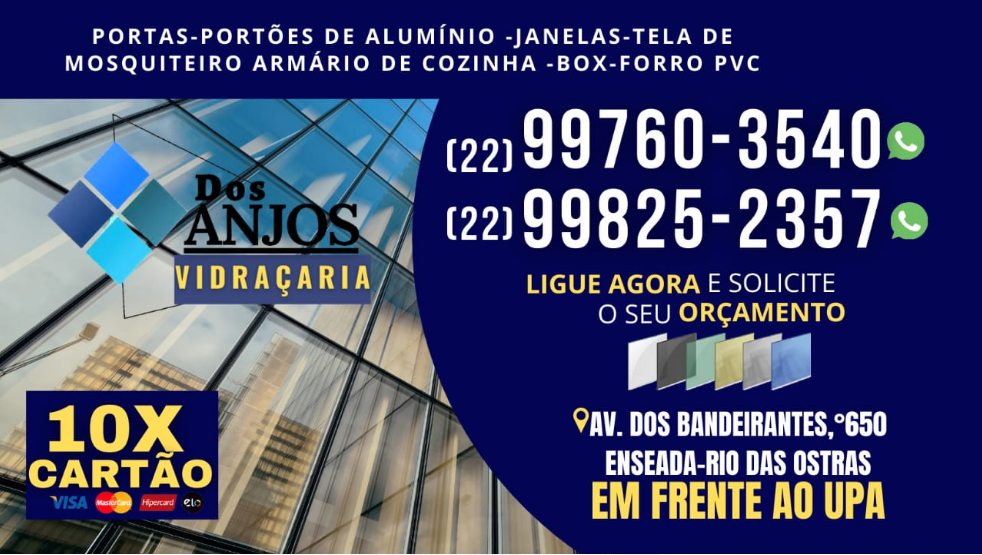 PORTAS-PORTÕES DE ALUMÍNIO -JANELAS-TELA DE
MOSQUITEIRO ARMÁRIO DE COZINHA -BOX-FORRO PVC
(22) 99760-3540
(22) 99825-2357
Dos
ANJOS
VIDRAÇARIA
LIGUE AGORA E SOLICITE
O SEU ORÇAMENTO
10X
CARTÃO
VISA MasterCard Hipercard elo
AV. DOS BANDEIRANTES,°650
ENSEADA-RIO DAS OSTRAS
EM FRENTE AO UPA